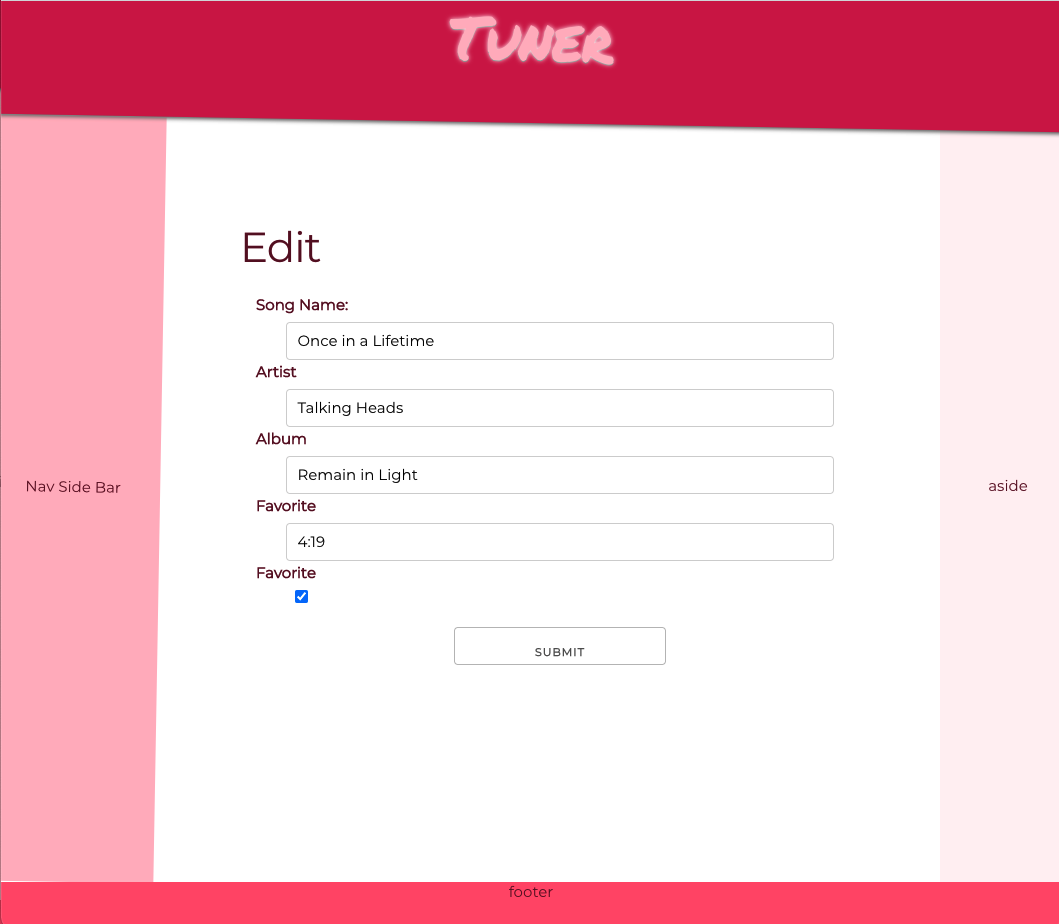 Tuner
Edit
Song Name:
Once in a Lifetime
Artist
Talking Heads
Album
Remain in Light
Nav Side Bar
aside
Favorite
4:19
Favorite
SUBMIT
footer